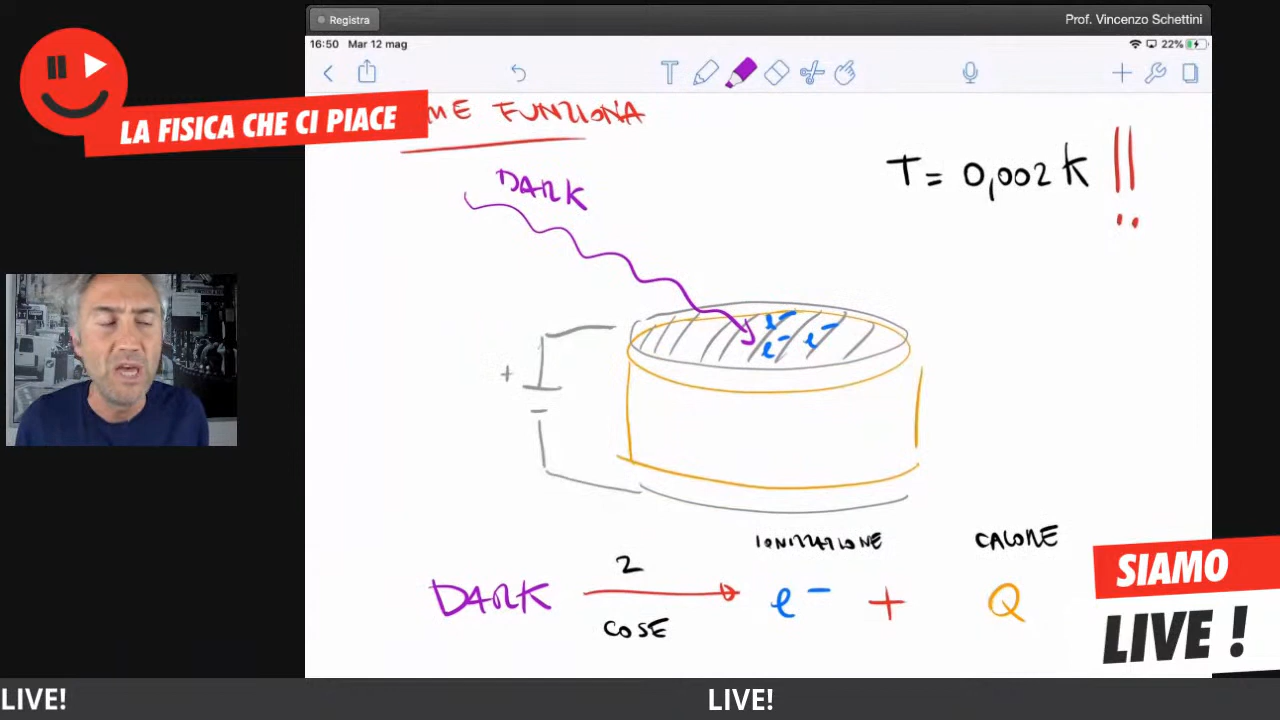 Registra
Prof. Vincenzo Schettini
16:50 Mar 12 mag
22%
LA FISICA CHE CI PIACE
ME FUNZIONA
T= 0,002 K !!
DARK
e⁻
e⁻ e⁻
+
IONIZZAZIONE
CALORE
DARK 2 COSE e⁻ + Q
SIAMO
LIVE !
LIVE!
LIVE!